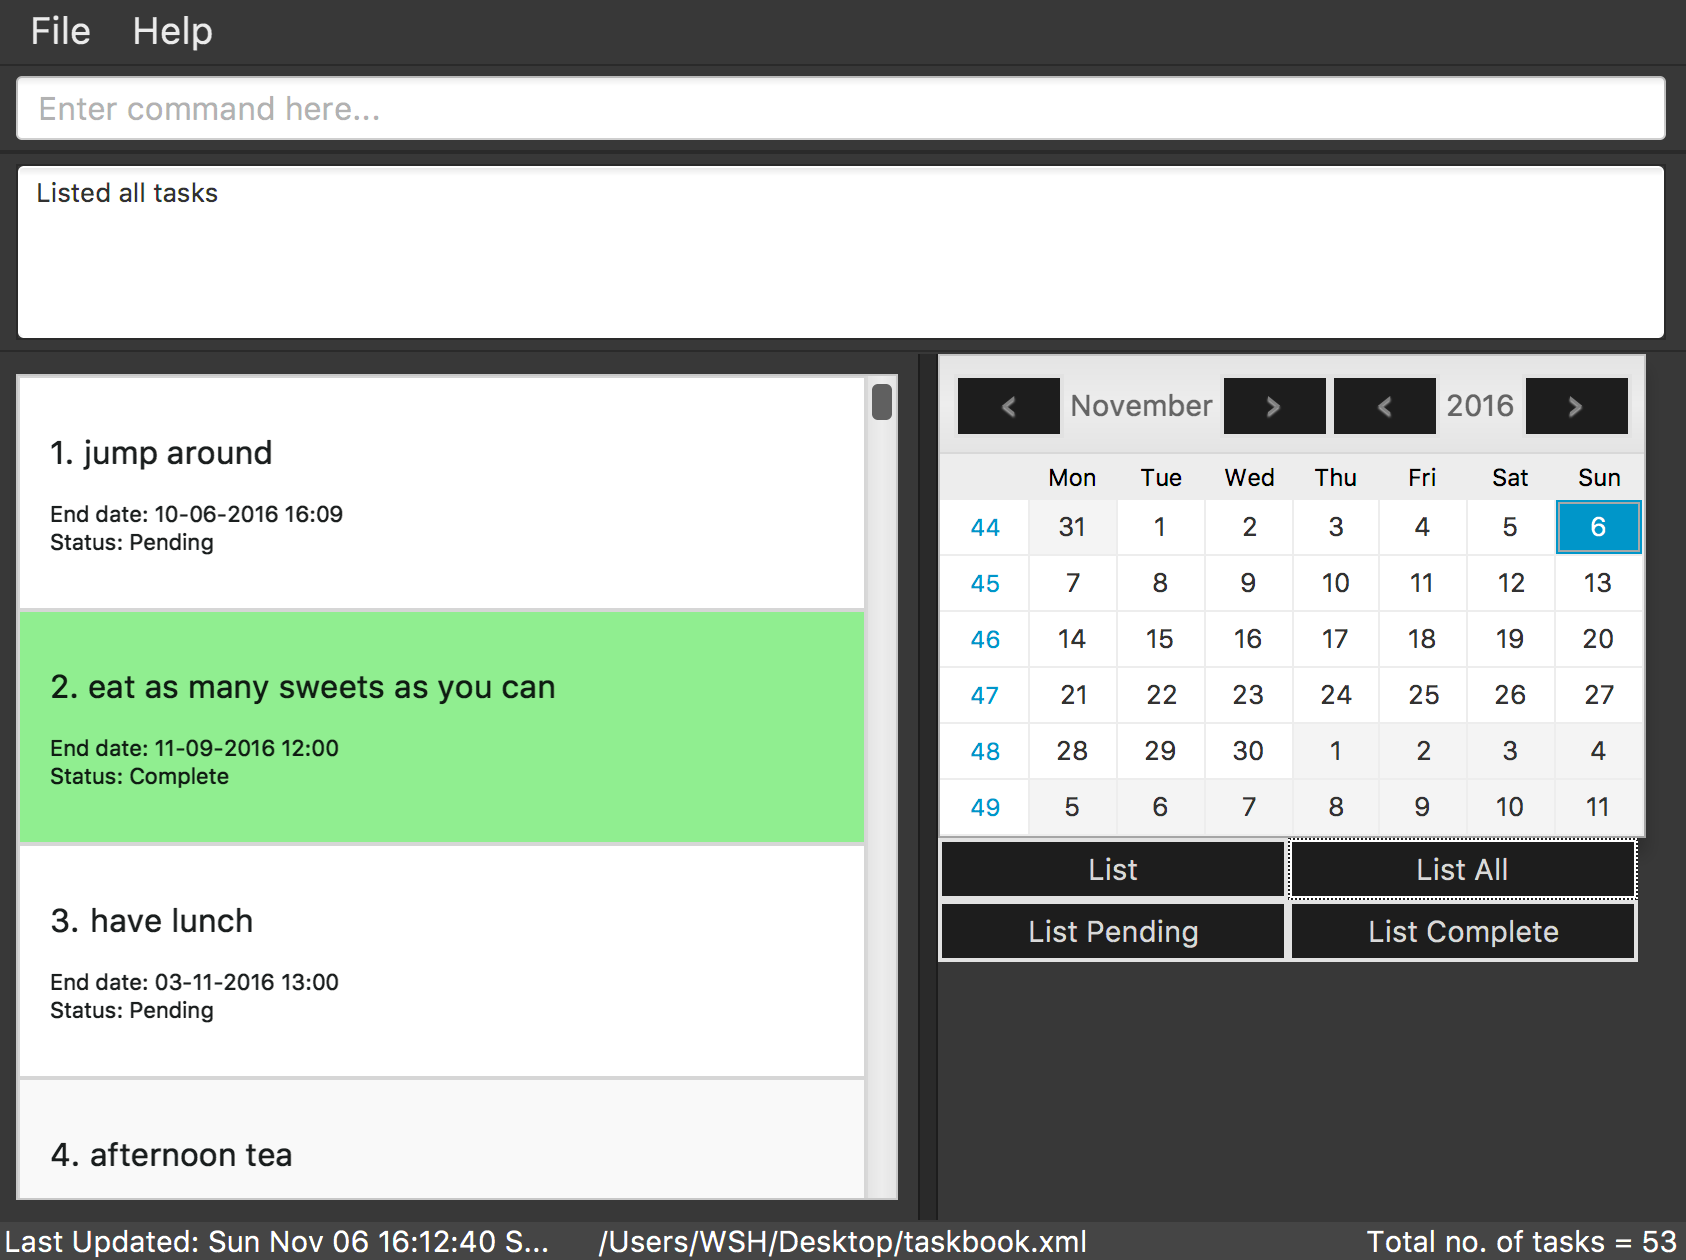 File Help
Enter command here...
Listed all tasks
1. jump around
End date: 10-06-2016 16:09
Status: Pending
2. eat as many sweets as you can
End date: 11-09-2016 12:00
Status: Complete
3. have lunch
End date: 03-11-2016 13:00
Status: Pending
4. afternoon tea
< November > < 2016 >
Mon Tue Wed Thu Fri Sat Sun
44 31 1 2 3 4 5 6
45 7 8 9 10 11 12 13
46 14 15 16 17 18 19 20
47 21 22 23 24 25 26 27
48 28 29 30 1 2 3 4
49 5 6 7 8 9 10 11
List List All
List Pending List Complete
Last Updated: Sun Nov 06 16:12:40 S... /Users/WSH/Desktop/taskbook.xml Total no. of tasks = 53